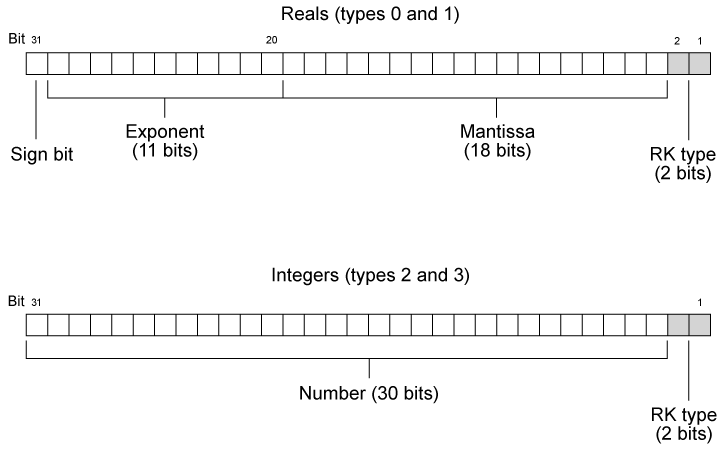 Reals (types 0 and 1)
Bit 31 20 2 1
Sign bit
Exponent
(11 bits)
Mantissa
(18 bits)
RK type
(2 bits)
Integers (types 2 and 3)
Bit 31 1
Number (30 bits)
RK type
(2 bits)